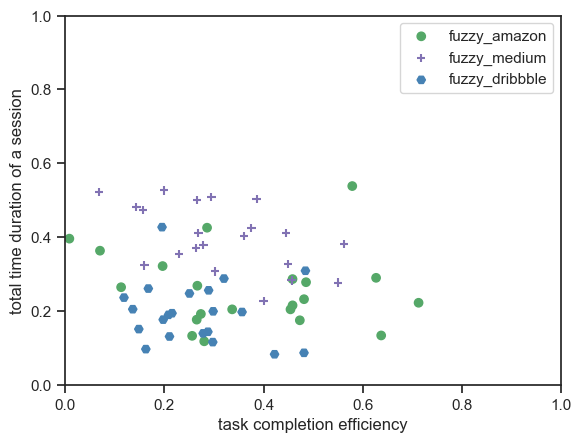 1.0
0.8
0.6
0.4
0.2
0.0
total time duration of a session
fuzzy_amazon
fuzzy_medium
fuzzy_dribbble
0.0 0.2 0.4 0.6 0.8 1.0
task completion efficiency